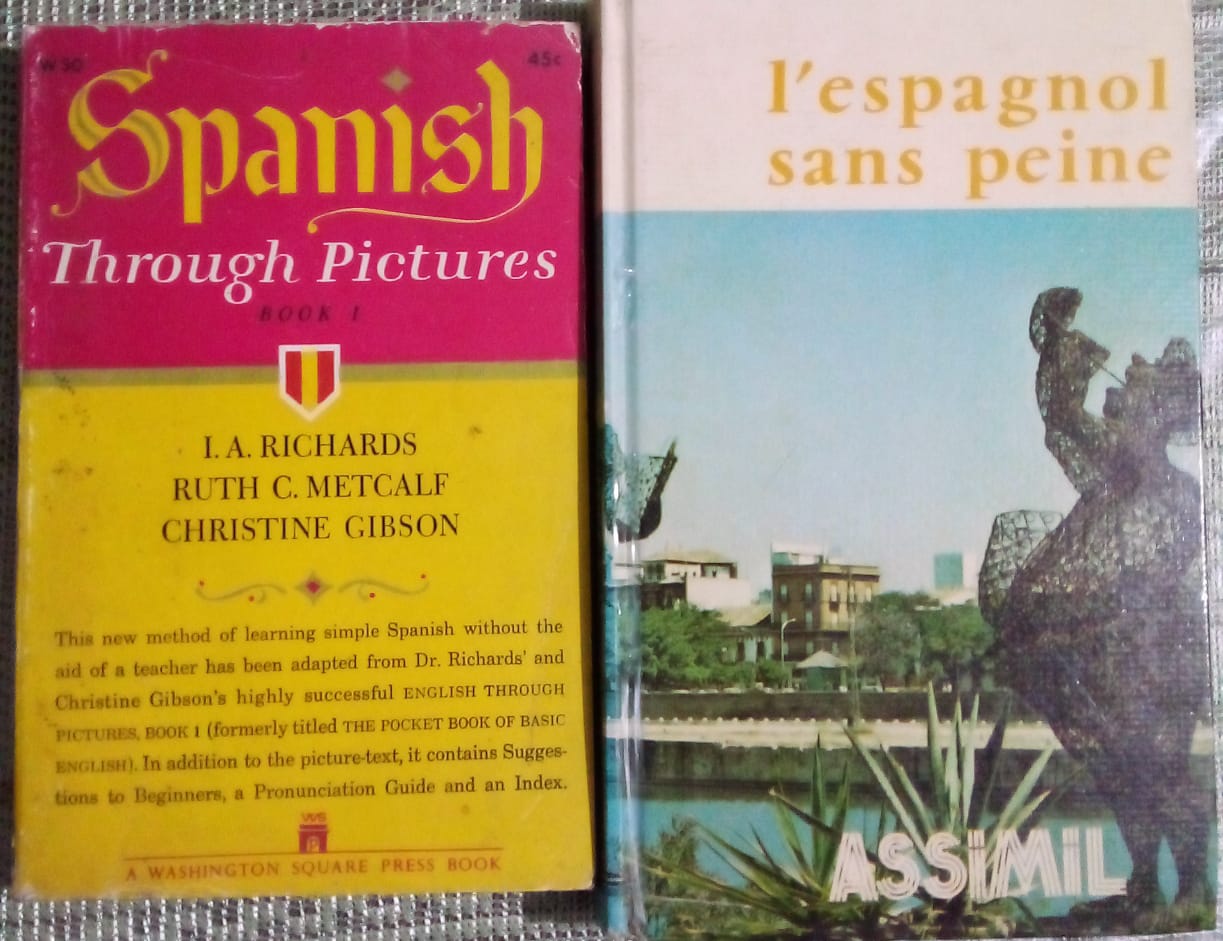 W 50
45c
Spanish
Through Pictures
BOOK 1
I. A. RICHARDS
RUTH C. METCALF
CHRISTINE GIBSON
This new method of learning simple Spanish without the
aid of a teacher has been adapted from Dr. Richards' and
Christine Gibson's highly successful ENGLISH THROUGH
PICTURES, BOOK 1 (formerly titled THE POCKET BOOK OF BASIC
ENGLISH). In addition to the picture-text, it contains Sugges-
tions to Beginners, a Pronunciation Guide and an Index.
WS
P
A WASHINGTON SQUARE PRESS BOOK
l'espagnol
sans peine
ASSiMiL